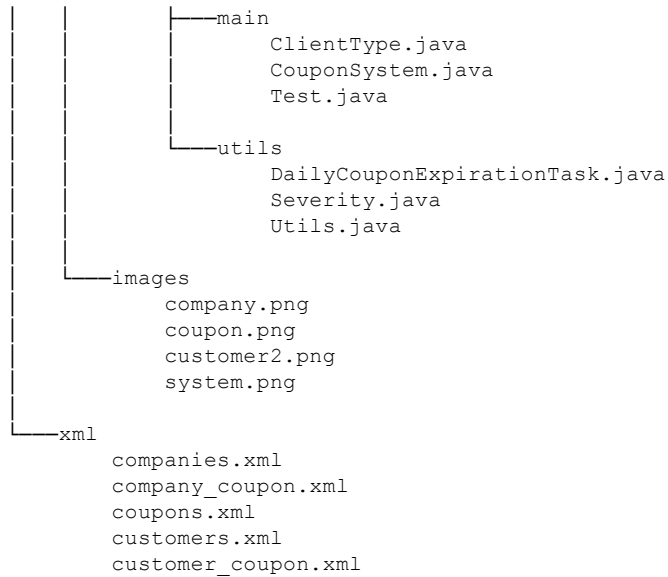 main
ClientType.java
CouponSystem.java
Test.java
utils
DailyCouponExpirationTask.java
Severity.java
Utils.java
images
company.png
coupon.png
customer2.png
system.png
xml
companies.xml
company_coupon.xml
coupons.xml
customers.xml
customer_coupon.xml